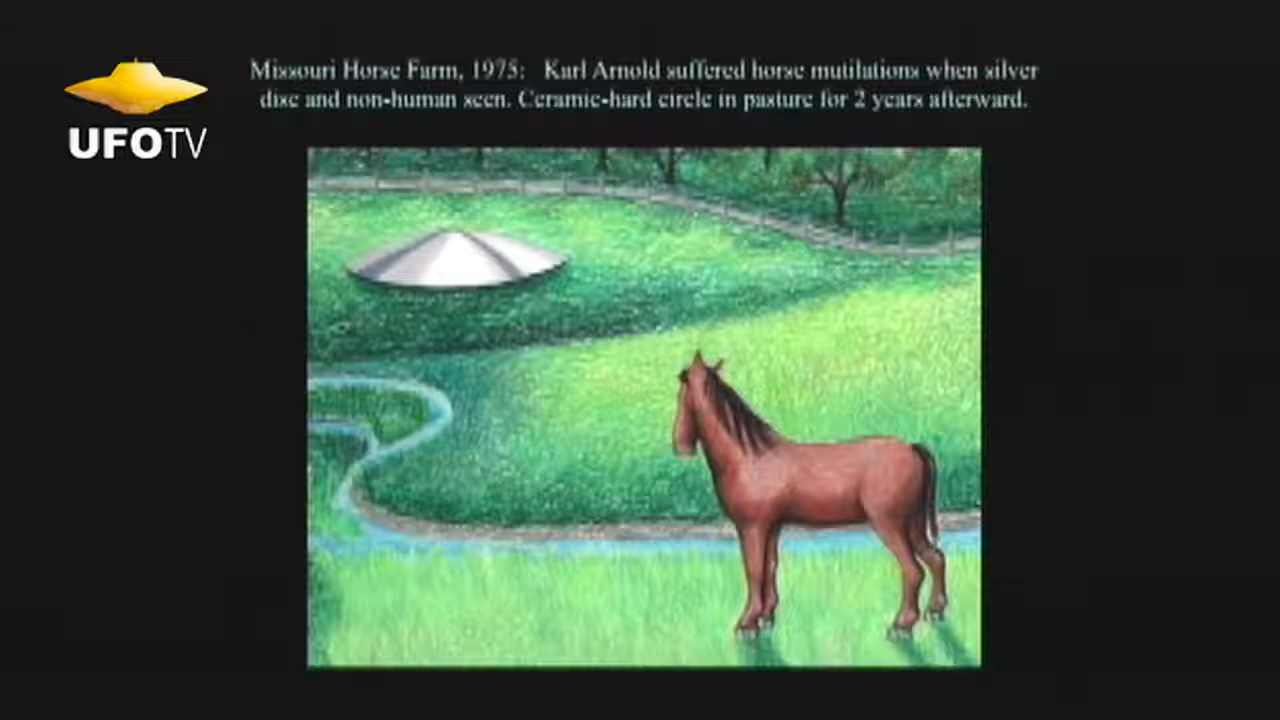 UFOTV
Missouri Horse Farm, 1975: Karl Arnold suffered horse mutilations when silver
disc and non-human seen. Ceramic-hard circle in pasture for 2 years afterward.